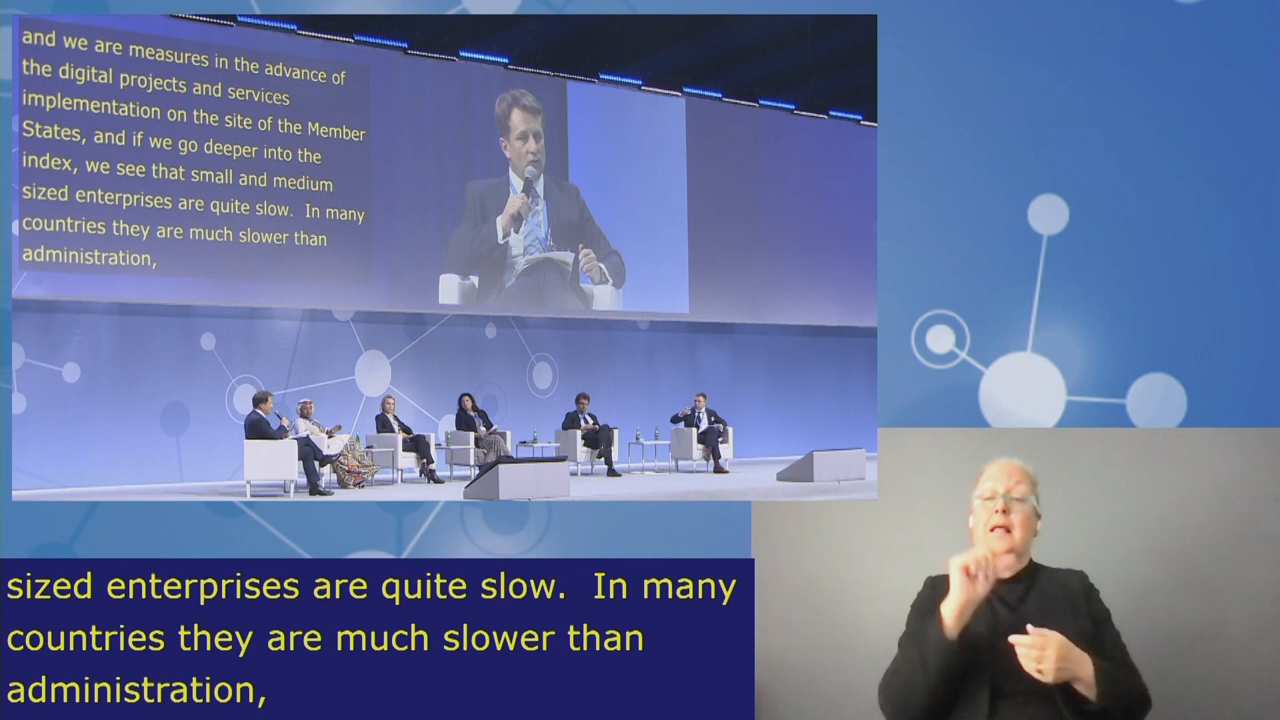 and we are measures in the advance of
the digital projects and services
implementation on the site of the Member
States, and if we go deeper into the
index, we see that small and medium
sized enterprises are quite slow.  In many
countries they are much slower than
administration,
sized enterprises are quite slow.  In many
countries they are much slower than
administration,